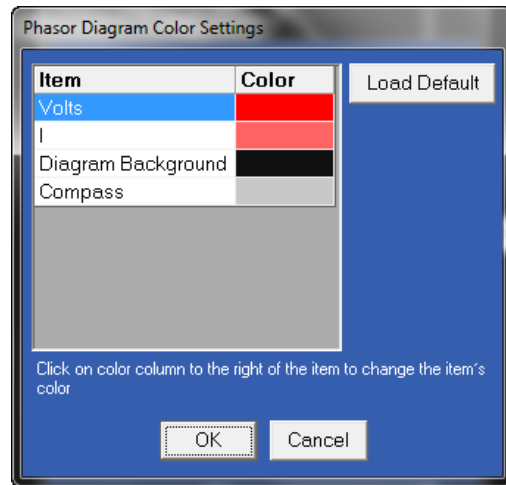 Phasor Diagram Color Settings
Item Color
Load Default
Volts
I
Diagram Background
Compass
Click on color column to the right of the item to change the item's
color
OK Cancel